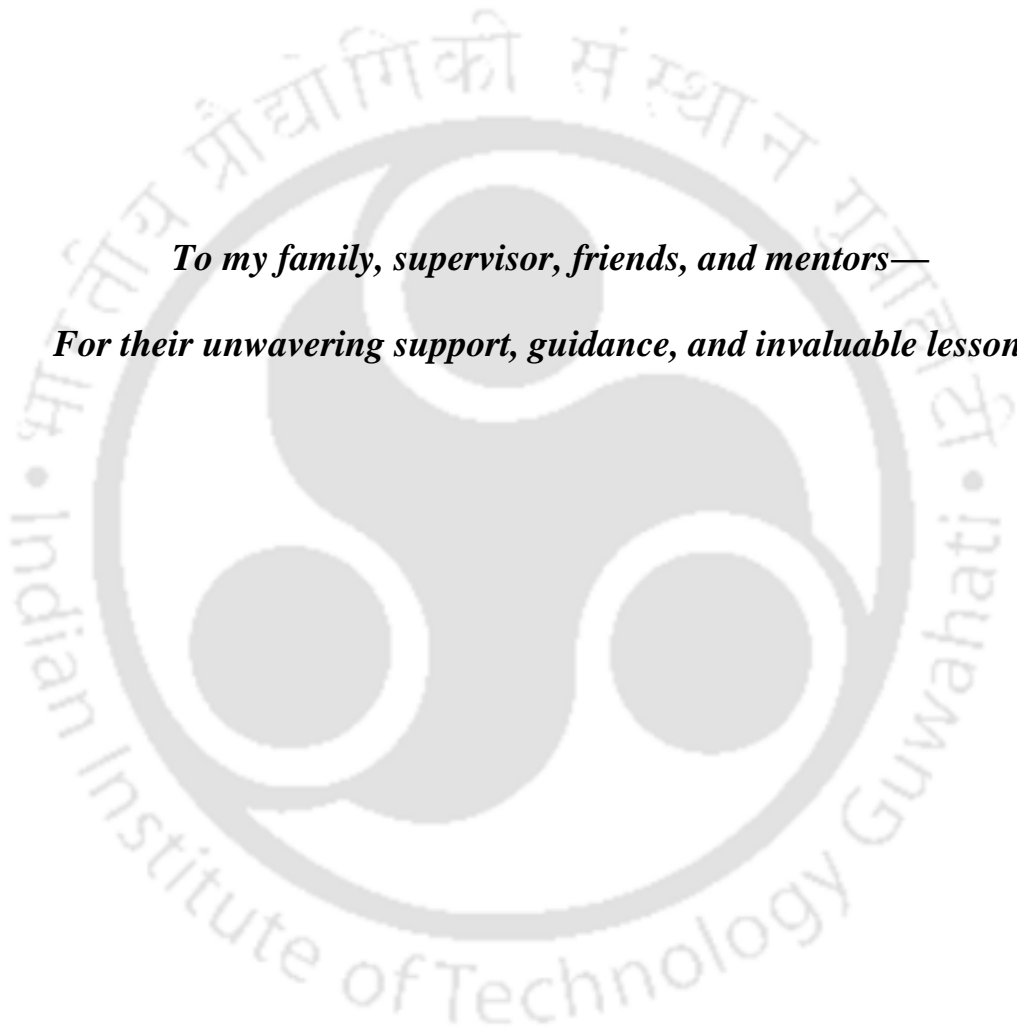 To my family, supervisor, friends, and mentors—
For their unwavering support, guidance, and invaluable lesson
भारतीय प्रौद्योगिकी संस्थान गुवाहाटी
• Indian Institute of Technology Guwahati •